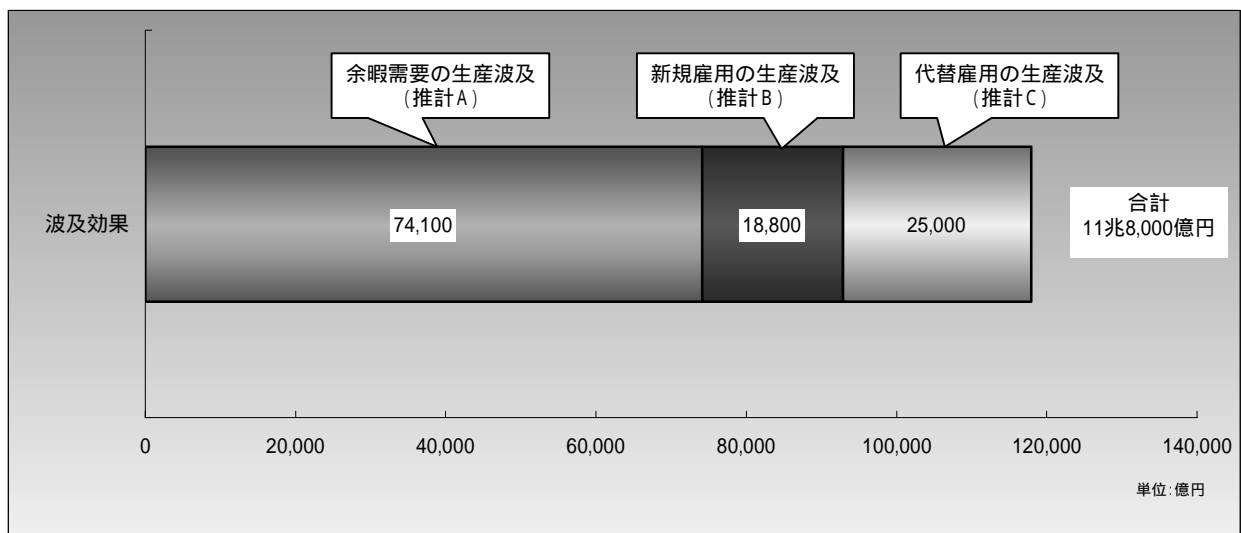 余暇需要の生産波及
(推計A)
新規雇用の生産波及
(推計B)
代替雇用の生産波及
(推計C)
波及効果
74,100
18,800
25,000
合計
11兆8,000億円
0
20,000
40,000
60,000
80,000
100,000
120,000
140,000
単位:億円